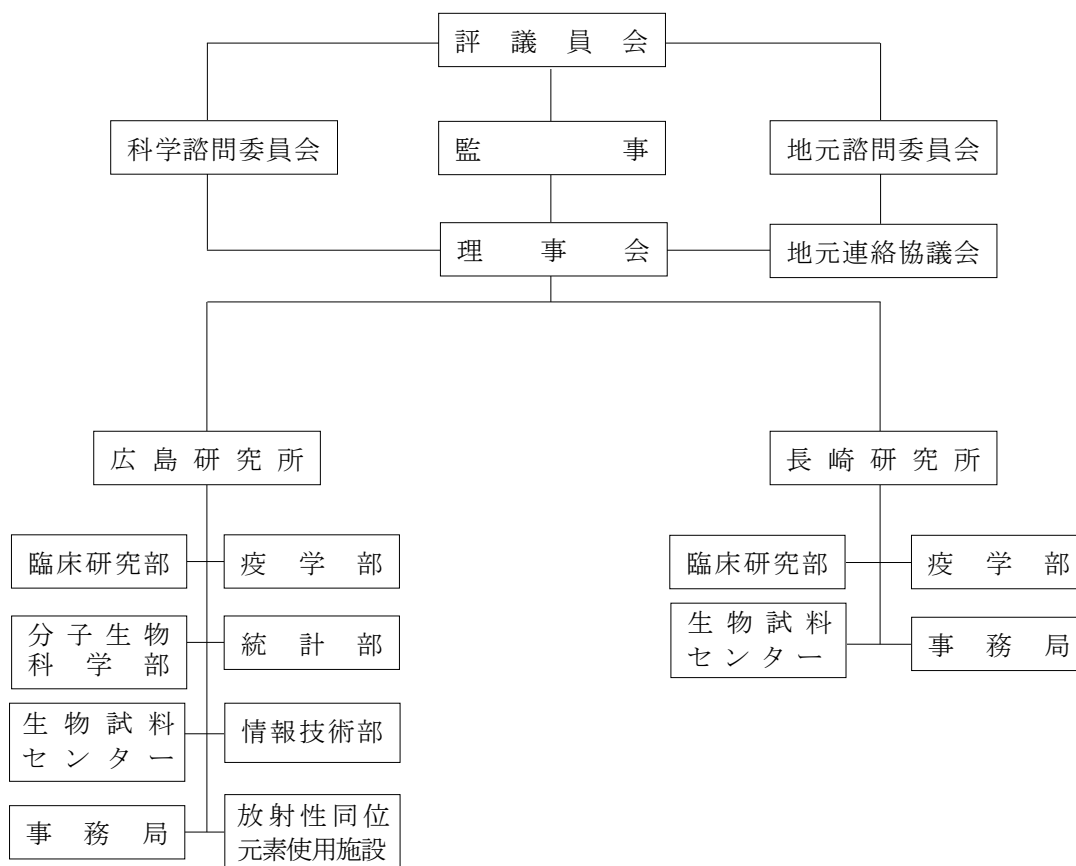 評議員会
科学諮問委員会
監事
地元諮問委員会
理事会
地元連絡協議会
広島研究所
長崎研究所
臨床研究部
疫学部
分子生物
科学部
統計部
生物試料
センター
情報技術部
事務局
放射性同位
元素使用施設
臨床研究部
疫学部
生物試料
センター
事務局